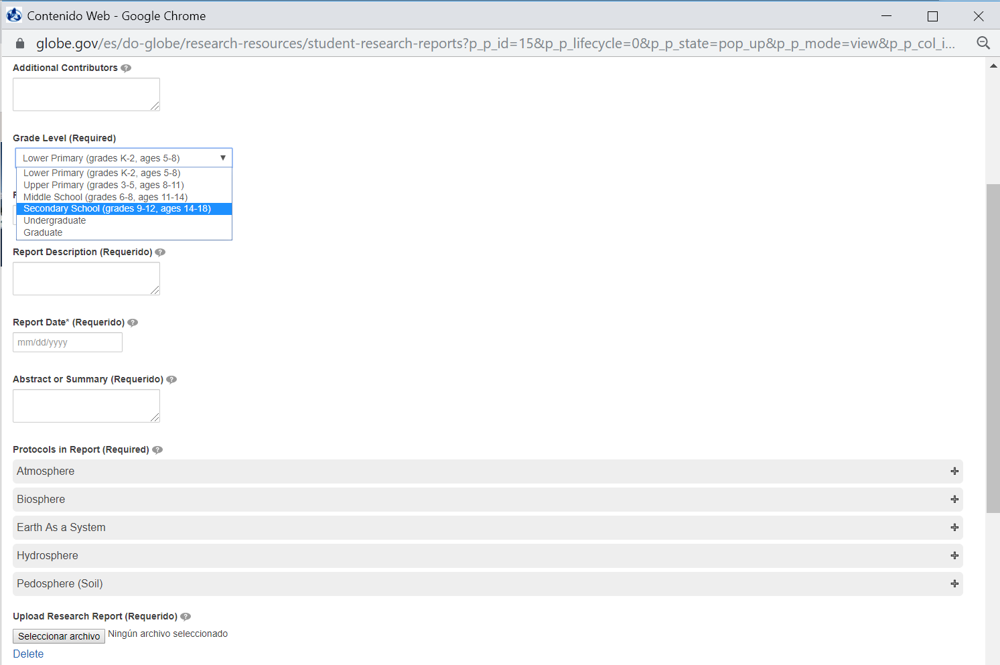 Contenido Web - Google Chrome
globe.gov/es/do-globe/research-resources/student-research-reports?p_p_id=15&p_p_lifecycle=0&p_p_state=pop_up&p_p_mode=view&p_p_col_i...
Additional Contributors
Grade Level (Required)
Lower Primary (grades K-2, ages 5-8)
Lower Primary (grades K-2, ages 5-8)
Upper Primary (grades 3-5, ages 8-11)
Middle School (grades 6-8, ages 11-14)
Secondary School (grades 9-12, ages 14-18)
Undergraduate
Graduate
Report Description (Requerido)
Report Date* (Requerido)
mm/dd/yyyy
Abstract or Summary (Requerido)
Protocols in Report (Required)
Atmosphere
Biosphere
Earth As a System
Hydrosphere
Pedosphere (Soil)
Upload Research Report (Requerido)
Seleccionar archivo Ningún archivo seleccionado
Delete